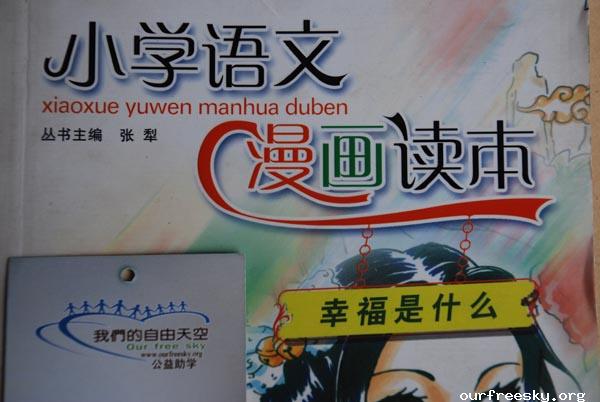 小学语文
xiaoxue yuwen manhua duben
丛书主编 张犁
漫画读本
幸福是什么
我們的自由天空
Our free sky
www.ourfreesky.org
公益助学
ourfreesky.org